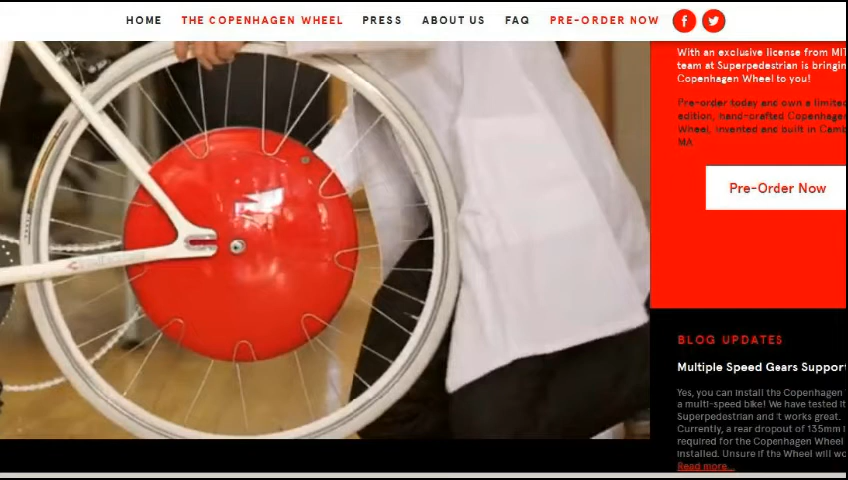 HOME THE COPENHAGEN WHEEL PRESS ABOUT US FAQ PRE-ORDER NOW
With an exclusive license from MIT
team at Superpedestrian is bringin
Copenhagen Wheel to you!
Pre-order today and own a limited
edition, hand-crafted Copenhagen
Wheel, invented and built in Camb
MA
Pre-Order Now
BLOG UPDATES
Multiple Speed Gears Support
Yes, you can install the Copenhagen
a multi-speed bike! We have tested it
Superpedestrian and it works great.
Currently, a rear dropout of 135mm i
required for the Copenhagen Wheel
installed. Unsure if the Wheel will wo
Read more...